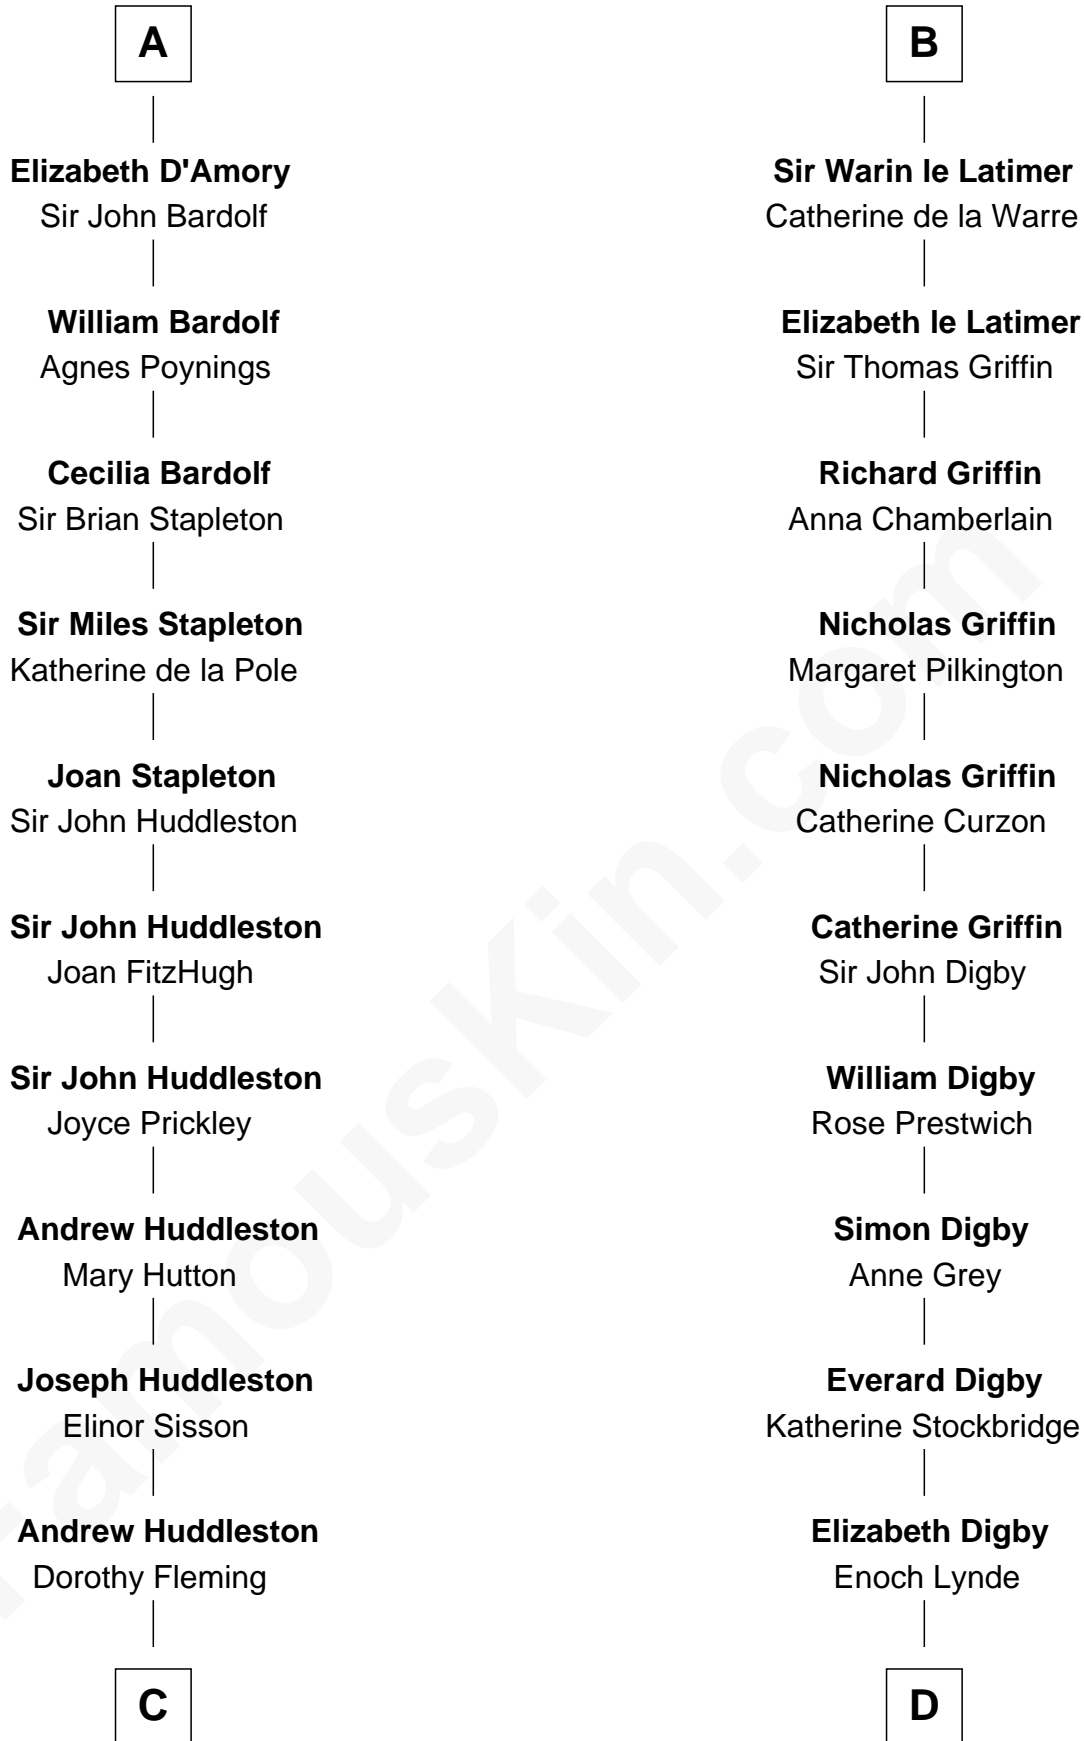 A
Elizabeth D'Amory
Sir John Bardolf
William Bardolf
Agnes Poynings
Cecilia Bardolf
Sir Brian Stapleton
Sir Miles Stapleton
Katherine de la Pole
Joan Stapleton
Sir John Huddleston
Sir John Huddleston
Joan FitzHugh
Sir John Huddleston
Joyce Prickley
Andrew Huddleston
Mary Hutton
Joseph Huddleston
Elinor Sisson
Andrew Huddleston
Dorothy Fleming
C
B
Sir Warin le Latimer
Catherine de la Warre
Elizabeth le Latimer
Sir Thomas Griffin
Richard Griffin
Anna Chamberlain
Nicholas Griffin
Margaret Pilkington
Nicholas Griffin
Catherine Curzon
Catherine Griffin
Sir John Digby
William Digby
Rose Prestwich
Simon Digby
Anne Grey
Everard Digby
Katherine Stockbridge
Elizabeth Digby
Enoch Lynde
D
FamousKin.com